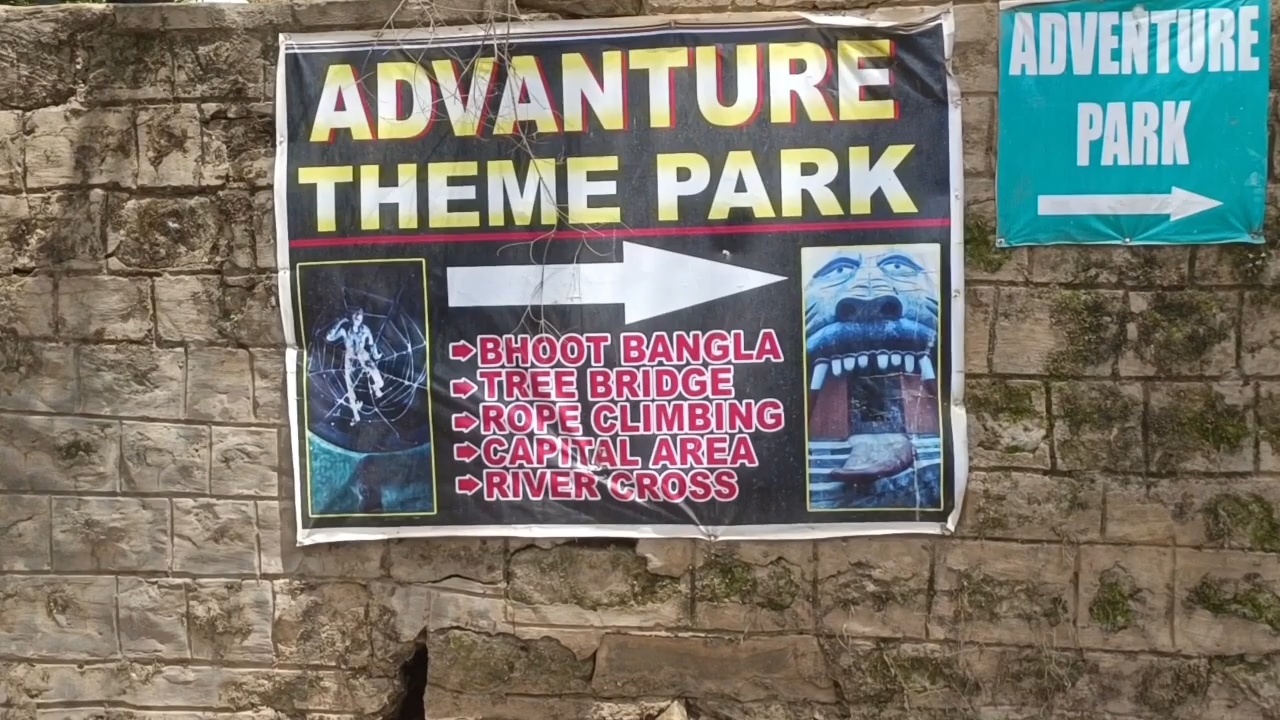 ADVANTURE
THEME PARK
BHOOT BANGLA
TREE BRIDGE
ROPE CLIMBING
CAPITAL AREA
RIVER CROSS
ADVENTURE
PARK